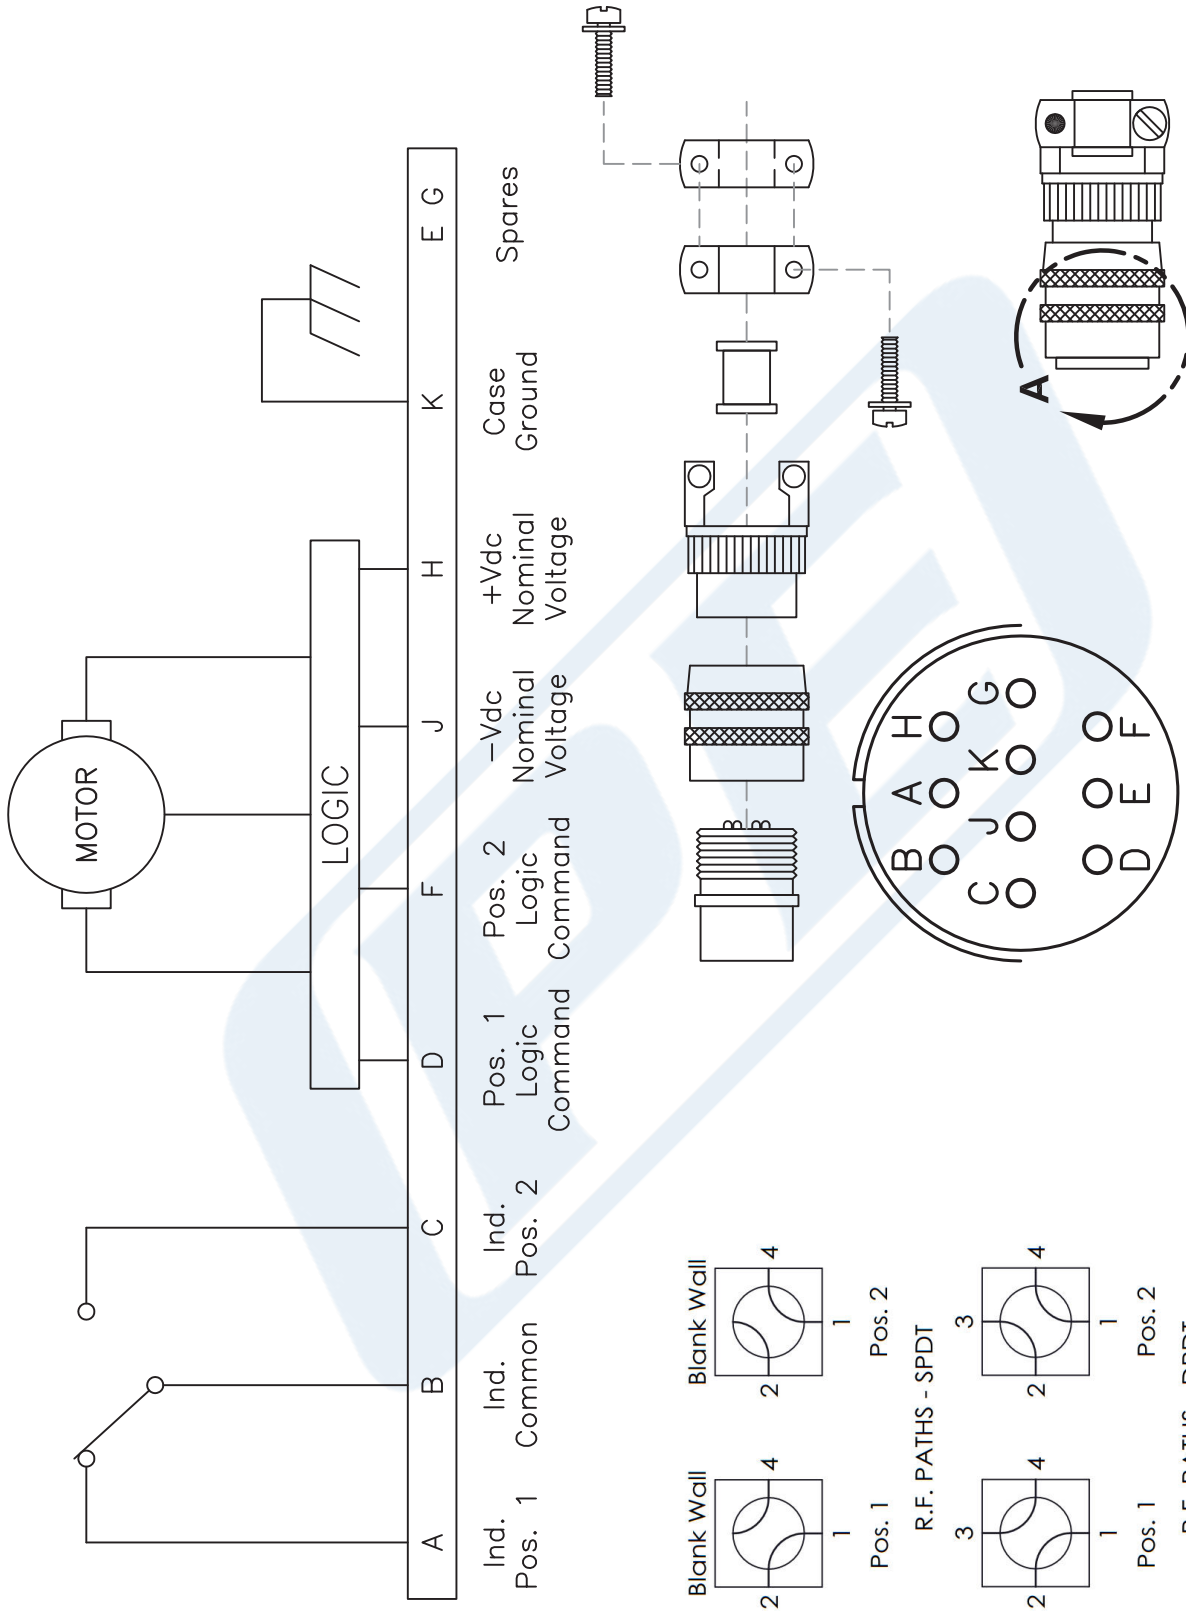 MOTOR
LOGIC
A B C D F J H K E G
Ind.
Pos. 1
Ind.
Common
Ind.
Pos. 2
Pos. 1
Logic
Command
Pos. 2
Logic
Command
-Vdc
Nominal
Voltage
+Vdc
Nominal
Voltage
Case
Ground
Spares
Blank Wall
2 4
1
Pos. 1
Blank Wall
2 4
1
Pos. 2
R.F. PATHS - SPDT
3
2 4
1
Pos. 1
3
2 4
1
Pos. 2
B A H
C J K G
D E F
A